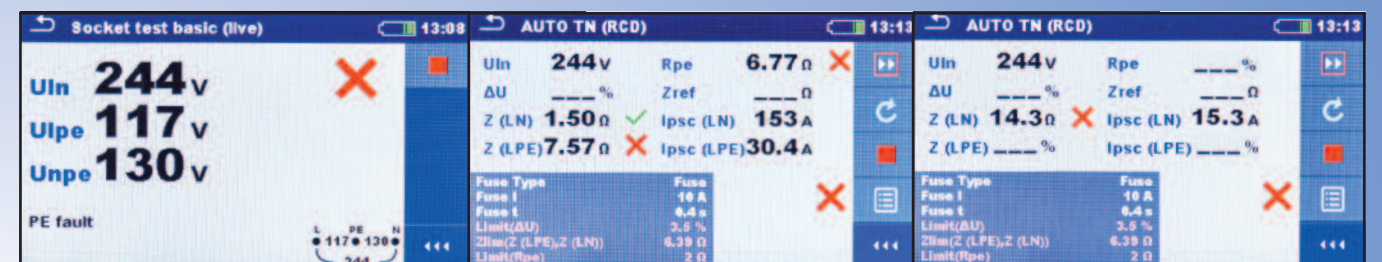 Socket test basic (live) 13:08
Uln 244 V
Ulpe 117 V
Unpe 130 V
PE fault
L PE N
117 130
244
AUTO TN (RCD) 13:13
Uln 244 V Rpe 6.77 Ω
ΔU ___% Zref ___Ω
Z (LN) 1.50 Ω Ipsc (LN) 153 A
Z (LPE) 7.57 Ω Ipsc (LPE) 30.4 A
Fuse Type Fuse
Fuse I 10 A
Fuse t 0.4 s
Limit(ΔU) 3.5 %
Zlim(Z (LPE),Z (LN)) 6.39 Ω
Limit(Rpe) 2 Ω
AUTO TN (RCD) 13:13
Uln 244 V Rpe ___%
ΔU ___% Zref ___Ω
Z (LN) 14.3 Ω Ipsc (LN) 15.3 A
Z (LPE) ___% Ipsc (LPE) ___%
Fuse Type Fuse
Fuse I 10 A
Fuse t 0.4 s
Limit(ΔU) 3.5 %
Zlim(Z (LPE),Z (LN)) 6.39 Ω
Limit(Rpe) 2 Ω